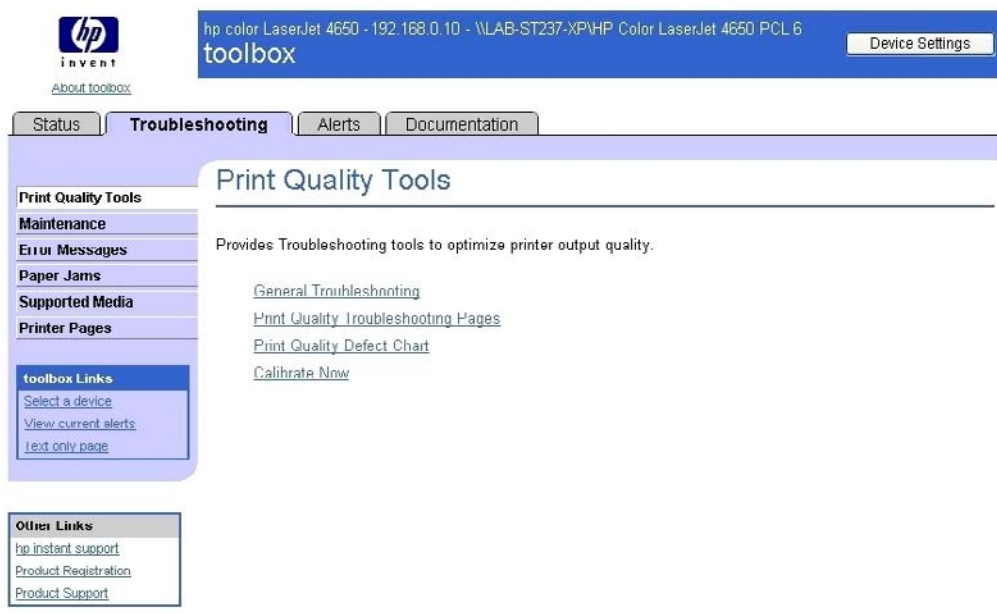 hp
invent
About toolbox
hp color LaserJet 4650 - 192.168.0.10 - \\LAB-ST237-XP\HP Color LaserJet 4650 PCL 6
toolbox
Device Settings
Status
Troubleshooting
Alerts
Documentation
Print Quality Tools
Maintenance
Error Messages
Paper Jams
Supported Media
Printer Pages
toolbox Links
Select a device
View current alerts
Text only page
Other Links
hp instant support
Product Registration
Product Support
Print Quality Tools
Provides Troubleshooting tools to optimize printer output quality.
General Troubleshooting
Print Quality Troubleshooting Pages
Print Quality Defect Chart
Calibrate Now